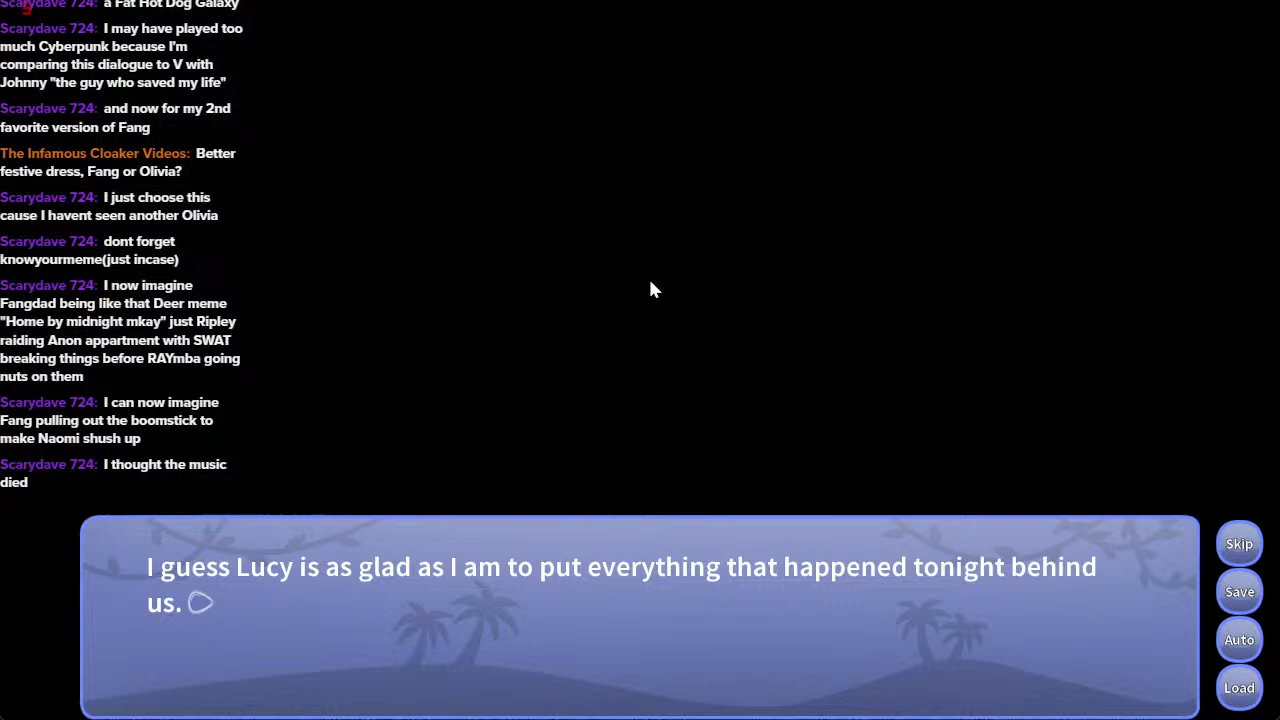 Scarydave 724: a Fat Hot Dog Galaxy
Scarydave 724: I may have played too
much Cyberpunk because I'm
comparing this dialogue to V with
Johnny "the guy who saved my life"
Scarydave 724: and now for my 2nd
favorite version of Fang
The Infamous Cloaker Videos: Better
festive dress, Fang or Olivia?
Scarydave 724: I just choose this
cause I havent seen another Olivia
Scarydave 724: dont forget
knowyourmeme(just incase)
Scarydave 724: I now imagine
Fangdad being like that Deer meme
"Home by midnight mkay" just Ripley
raiding Anon appartment with SWAT
breaking things before RAYmba going
nuts on them
Scarydave 724: I can now imagine
Fang pulling out the boomstick to
make Naomi shush up
Scarydave 724: I thought the music
died
I guess Lucy is as glad as I am to put everything that happened tonight behind
us.
Skip
Save
Auto
Load